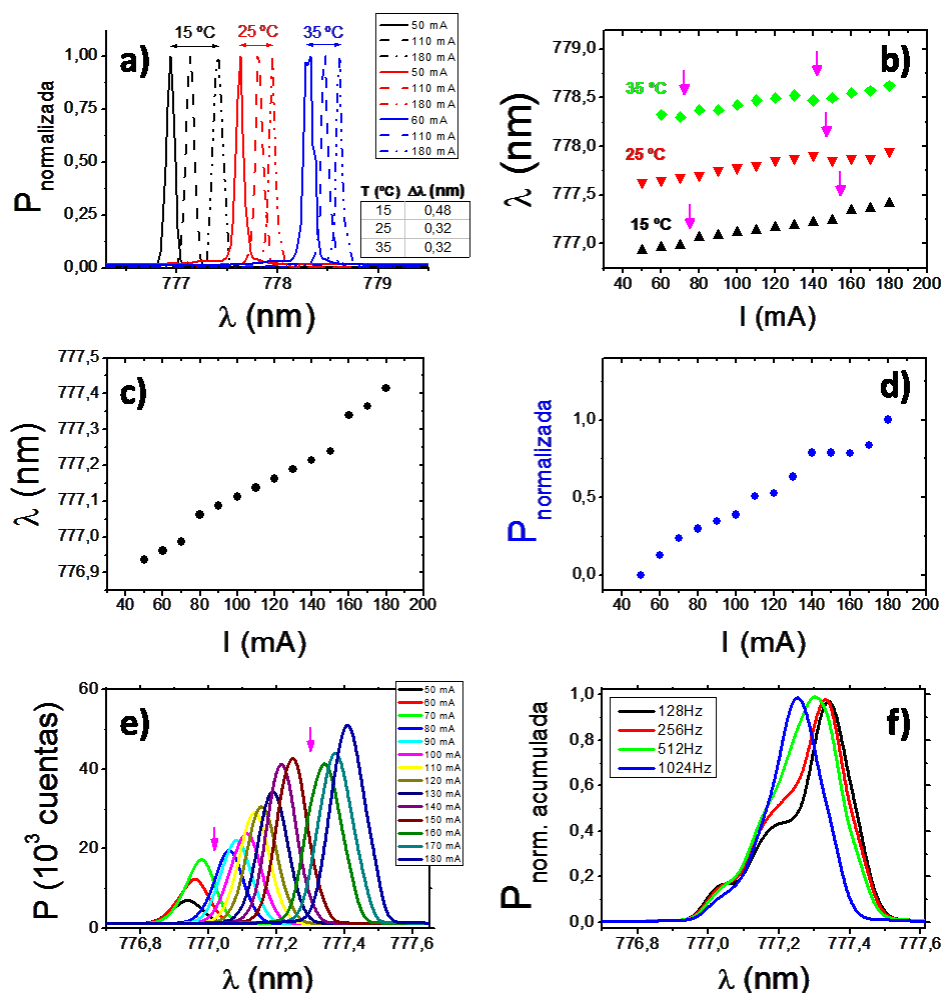 a)
15 ºC 25 ºC 35 ºC
50 mA
110 mA
180 mA
50 mA
110 mA
180 mA
60 mA
110 mA
180 mA
T (ºC) Δλ (nm)
15 0,48
25 0,32
35 0,32
P normalizada
1,00
0,75
0,50
0,25
0,00
777 778 779
λ (nm)
b)
λ (nm)
779,0
778,5
778,0
777,5
777,0
35 ºC
25 ºC
15 ºC
40 60 80 100 120 140 160 180 200
I (mA)
c)
λ (nm)
777,5
777,4
777,3
777,2
777,1
777,0
776,9
40 60 80 100 120 140 160 180 200
I (mA)
d)
P normalizada
1,0
0,5
0,0
40 60 80 100 120 140 160 180 200
I (mA)
e)
P (10³ cuentas)
60
40
20
0
50 mA
60 mA
70 mA
80 mA
90 mA
100 mA
110 mA
120 mA
130 mA
140 mA
150 mA
160 mA
170 mA
180 mA
776,8 777,0 777,2 777,4 777,6
λ (nm)
f)
P norm. acumulada
1,0
0,8
0,6
0,4
0,2
0,0
128Hz
256Hz
512Hz
1024Hz
776,8 777,0 777,2 777,4 777,6
λ (nm)